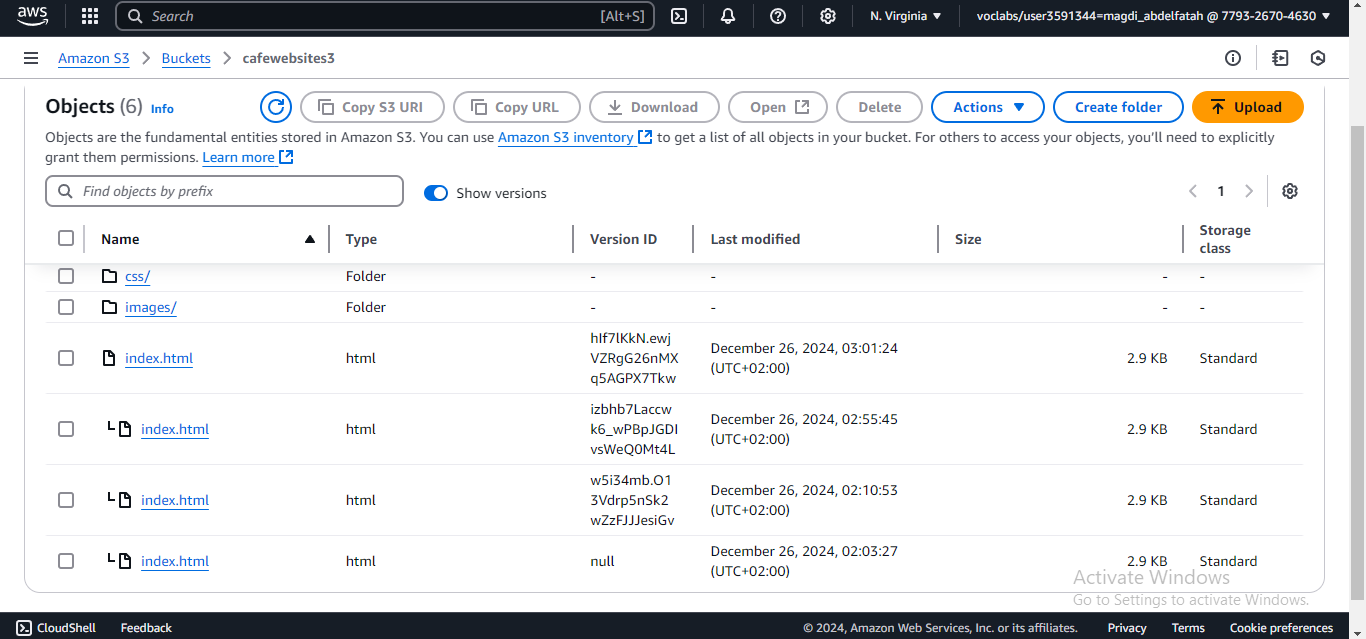 aws
Search [Alt+S] N. Virginia ▼ voclabs/user3591344=magdi_abdelfatah @ 7793-2670-4630 ▼
Amazon S3 > Buckets > cafewebsites3
Objects (6) Info Copy S3 URI Copy URL Download Open Delete Actions ▼ Create folder Upload
Objects are the fundamental entities stored in Amazon S3. You can use Amazon S3 inventory to get a list of all objects in your bucket. For others to access your objects, you'll need to explicitly
grant them permissions. Learn more
Find objects by prefix Show versions < 1 >
Name ▲ Type Version ID Last modified Size Storage
class
css/ Folder - - - -
images/ Folder - - - -
hIf7lKkN.ewj
index.html html VZRgG26nMX December 26, 2024, 03:01:24 2.9 KB Standard
(UTC+02:00)
q5AGPX7Tkw
izbhb7Laccw
index.html html k6_wPBpJGDI December 26, 2024, 02:55:45 2.9 KB Standard
(UTC+02:00)
vsWeQ0Mt4L
w5i34mb.O1
index.html html 3Vdrp5nSk2 December 26, 2024, 02:10:53 2.9 KB Standard
(UTC+02:00)
wZzFJJJesiGv
index.html html null December 26, 2024, 02:03:27 2.9 KB Standard
(UTC+02:00)
Activate Windows
Go to Settings to activate Windows.
CloudShell Feedback © 2024, Amazon Web Services, Inc. or its affiliates. Privacy Terms Cookie preferences